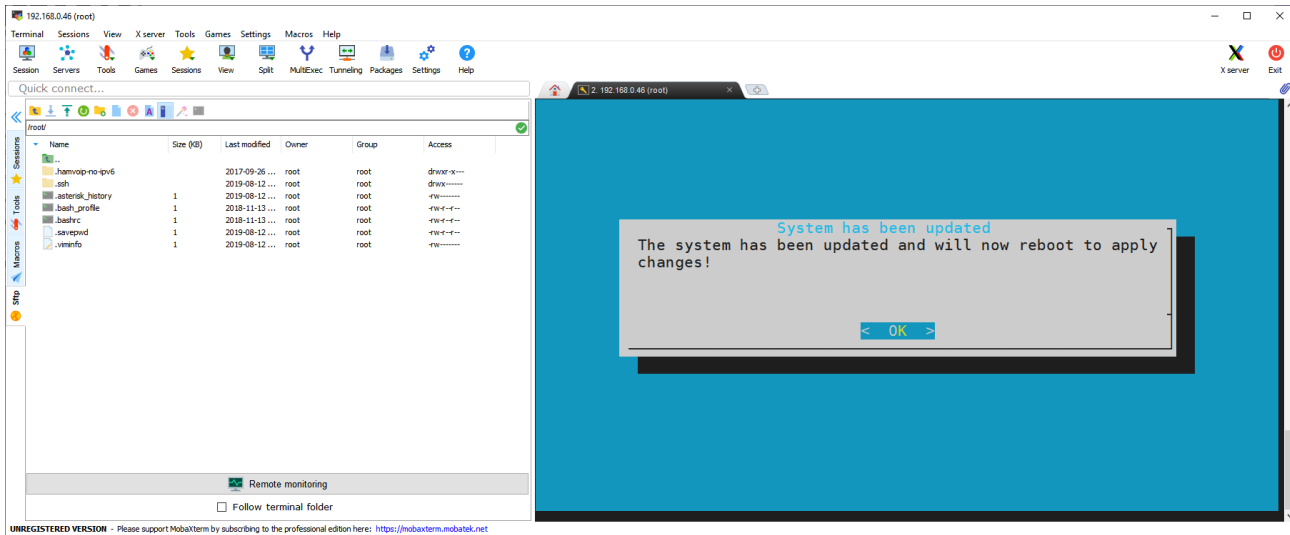 192.168.0.46 (root)
Terminal Sessions View X server Tools Games Settings Macros Help
Session Servers Tools Games Sessions View Split MultiExec Tunneling Packages Settings Help X server Exit
Quick connect...
2. 192.168.0.46 (root)
/root/
Name Size (KB) Last modified Owner Group Access
..
.hamvoip-no-ipv6 2017-09-26 ... root root drwxr-x---
.ssh 2019-08-12 ... root root drwx------
.asterisk_history 1 2019-08-12 ... root root -rw-------
.bash_profile 1 2018-11-13 ... root root -rw-r--r--
.bashrc 1 2018-11-13 ... root root -rw-r--r--
.savepwd 1 2019-08-12 ... root root -rw-r--r--
.viminfo 1 2019-08-12 ... root root -rw-------
Sessions
Tools
Macros
Sftp
System has been updated
The system has been updated and will now reboot to apply
changes!
< OK >
Remote monitoring
Follow terminal folder
UNREGISTERED VERSION - Please support MobaXterm by subscribing to the professional edition here: https://mobaxterm.mobatek.net